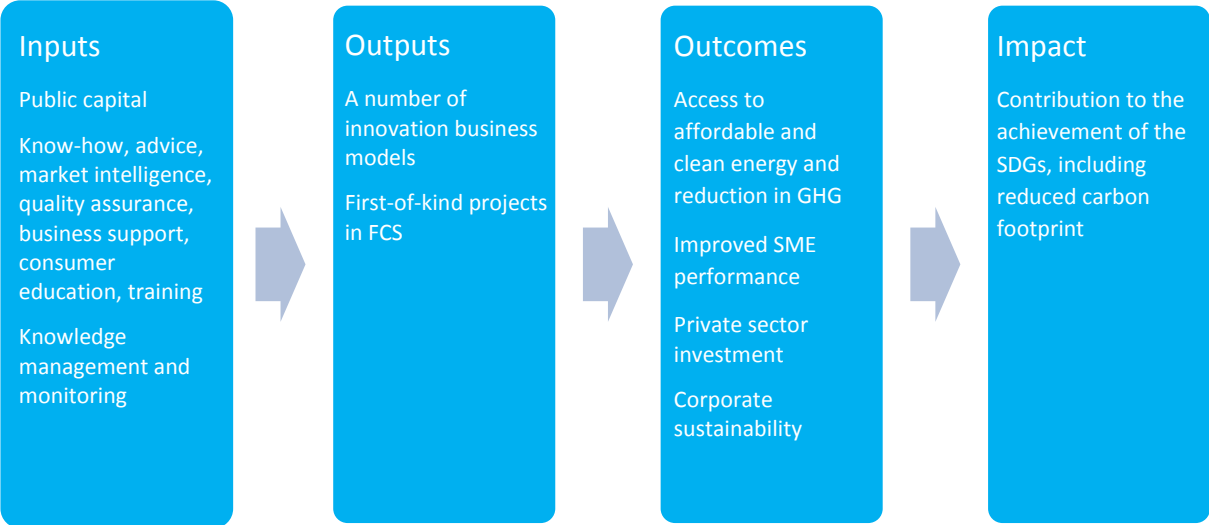 Inputs
Public capital
Know-how, advice,
market intelligence,
quality assurance,
business support,
consumer
education, training
Knowledge
management and
monitoring
Outputs
A number of
innovation business
models
First-of-kind projects
in FCS
Outcomes
Access to
affordable and
clean energy and
reduction in GHG
Improved SME
performance
Private sector
investment
Corporate
sustainability
Impact
Contribution to the
achievement of the
SDGs, including
reduced carbon
footprint